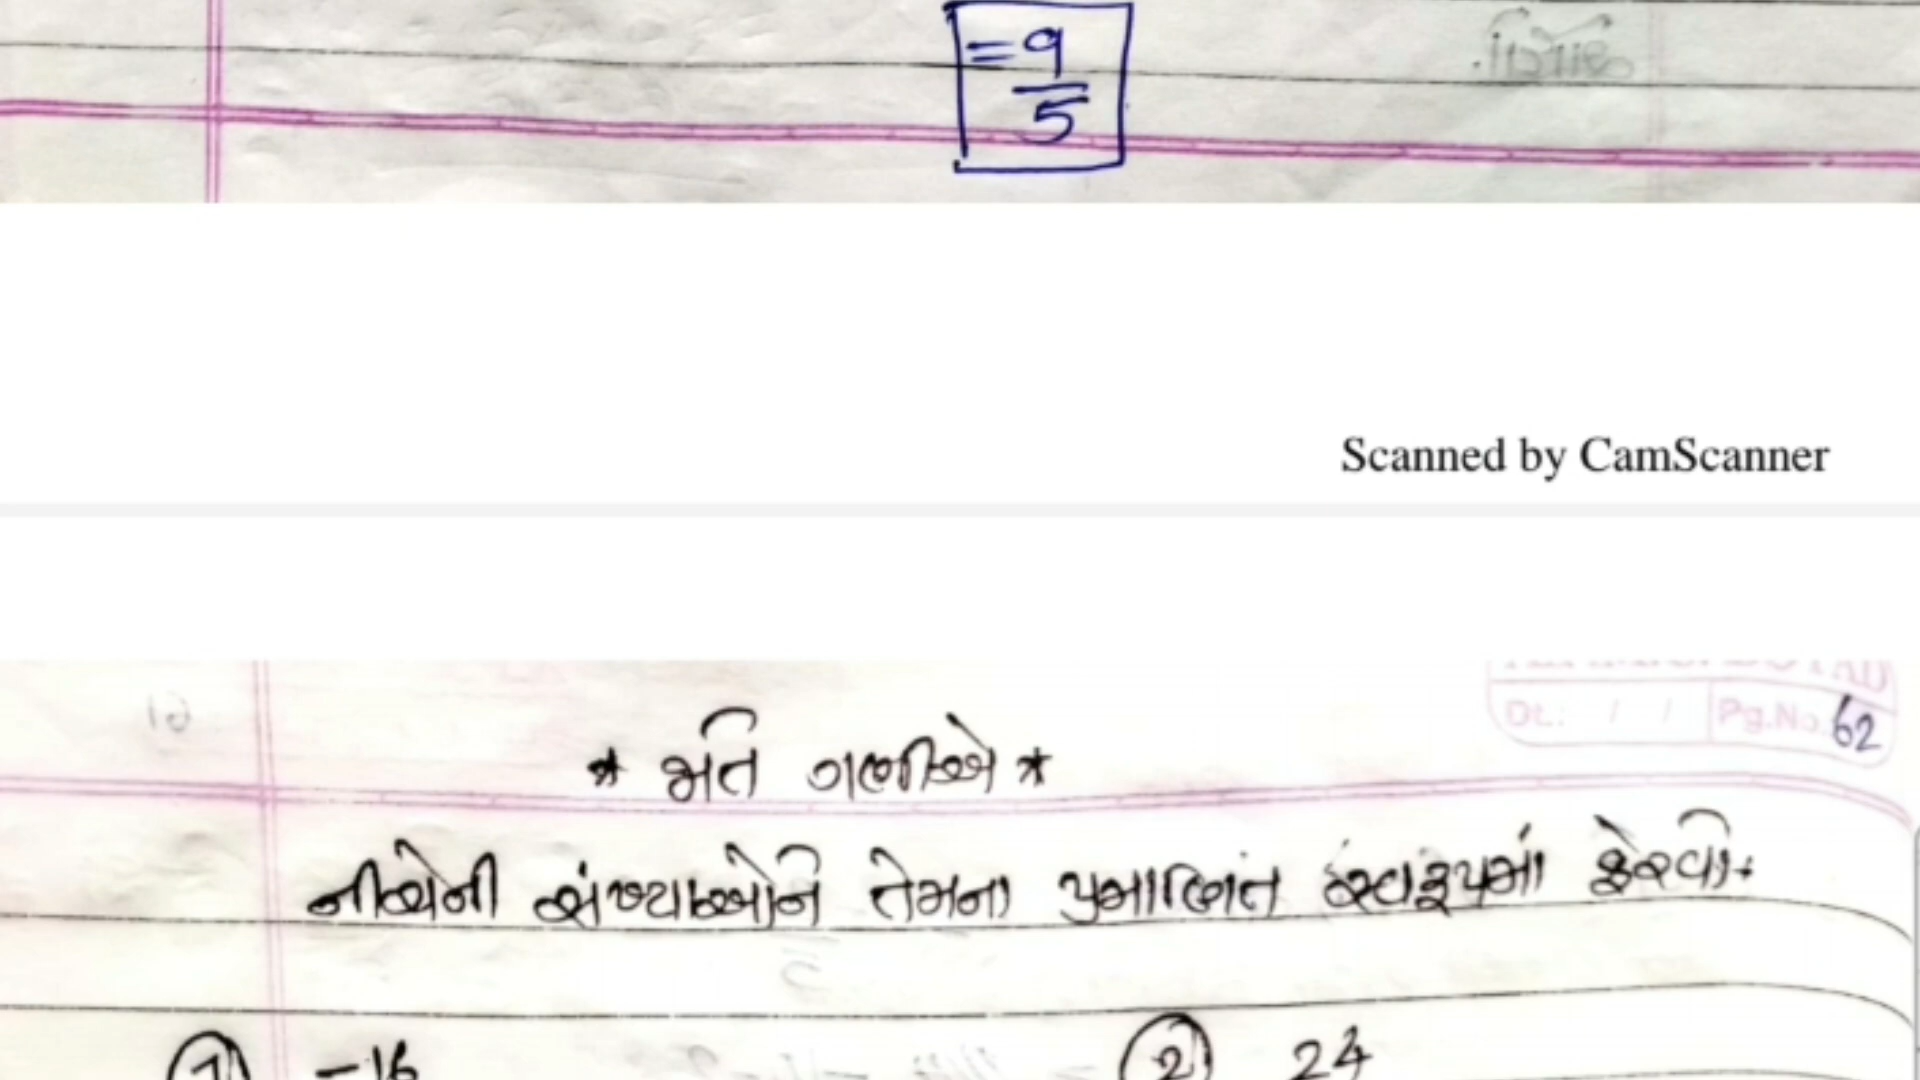 = 9
5
Scanned by CamScanner
Dt.: / / Pg.No. 62
* જાતે ગણીએ *
નીચેની સંખ્યાઓને તેમના પ્રમાણિત સ્વરૂપમાં ફેરવો.
① -16 ② 24